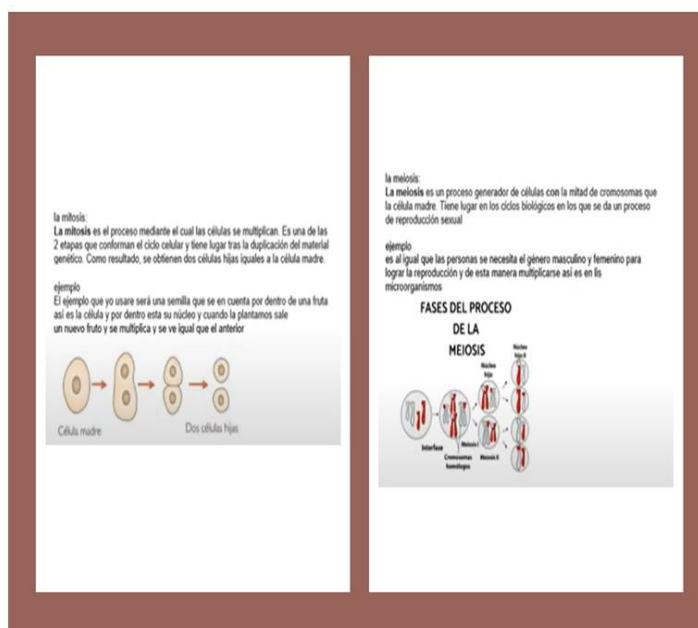 la mitosis:
La mitosis es el proceso mediante el cual las células se multiplican. Es una de las
2 etapas que conforman el ciclo celular y tiene lugar tras la duplicación del material
genético. Como resultado, se obtienen dos células hijas iguales a la célula madre.
ejemplo
El ejemplo que yo usare será una semilla que se en cuenta por dentro de una fruta
así es la célula y por dentro esta su núcleo y cuando la plantamos sale
un nuevo fruto y se multiplica y se ve igual que el anterior
Célula madre
Dos células hijas
la meiosis:
La meiosis es un proceso generador de células con la mitad de cromosomas que
la célula madre. Tiene lugar en los ciclos biológicos en los que se da un proceso
de reproducción sexual
ejemplo
es al igual que las personas se necesita el género masculino y femenino para
lograr la reproducción y de esta manera multiplicarse así es en lis
microorganismos
FASES DEL PROCESO
DE LA
MEIOSIS
Núcleo
hijo II
Núcleo
hijo
Meiosis I
Interfase
Cromosomas
homólogos
Meiosis II